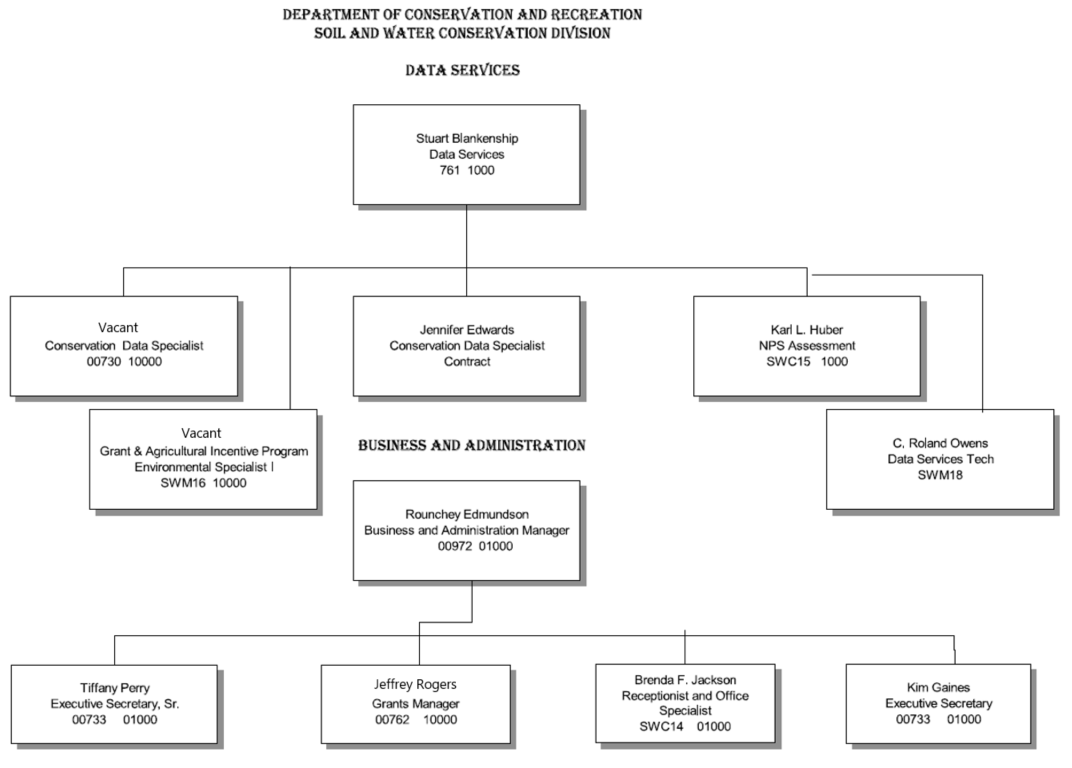 DEPARTMENT OF CONSERVATION AND RECREATION
SOIL AND WATER CONSERVATION DIVISION
DATA SERVICES
Stuart Blankenship
Data Services
761 1000
Vacant
Conservation Data Specialist
00730 10000
Jennifer Edwards
Conservation Data Specialist
Contract
Karl L. Huber
NPS Assessment
SWC15 1000
Vacant
Grant & Agricultural Incentive Program
Environmental Specialist I
SWM16 10000
C. Roland Owens
Data Services Tech
SWM18
BUSINESS AND ADMINISTRATION
Rounchey Edmundson
Business and Administration Manager
00972 01000
Tiffany Perry
Executive Secretary, Sr.
00733 01000
Jeffrey Rogers
Grants Manager
00762 10000
Brenda F. Jackson
Receptionist and Office
Specialist
SWC14 01000
Kim Gaines
Executive Secretary
00733 01000